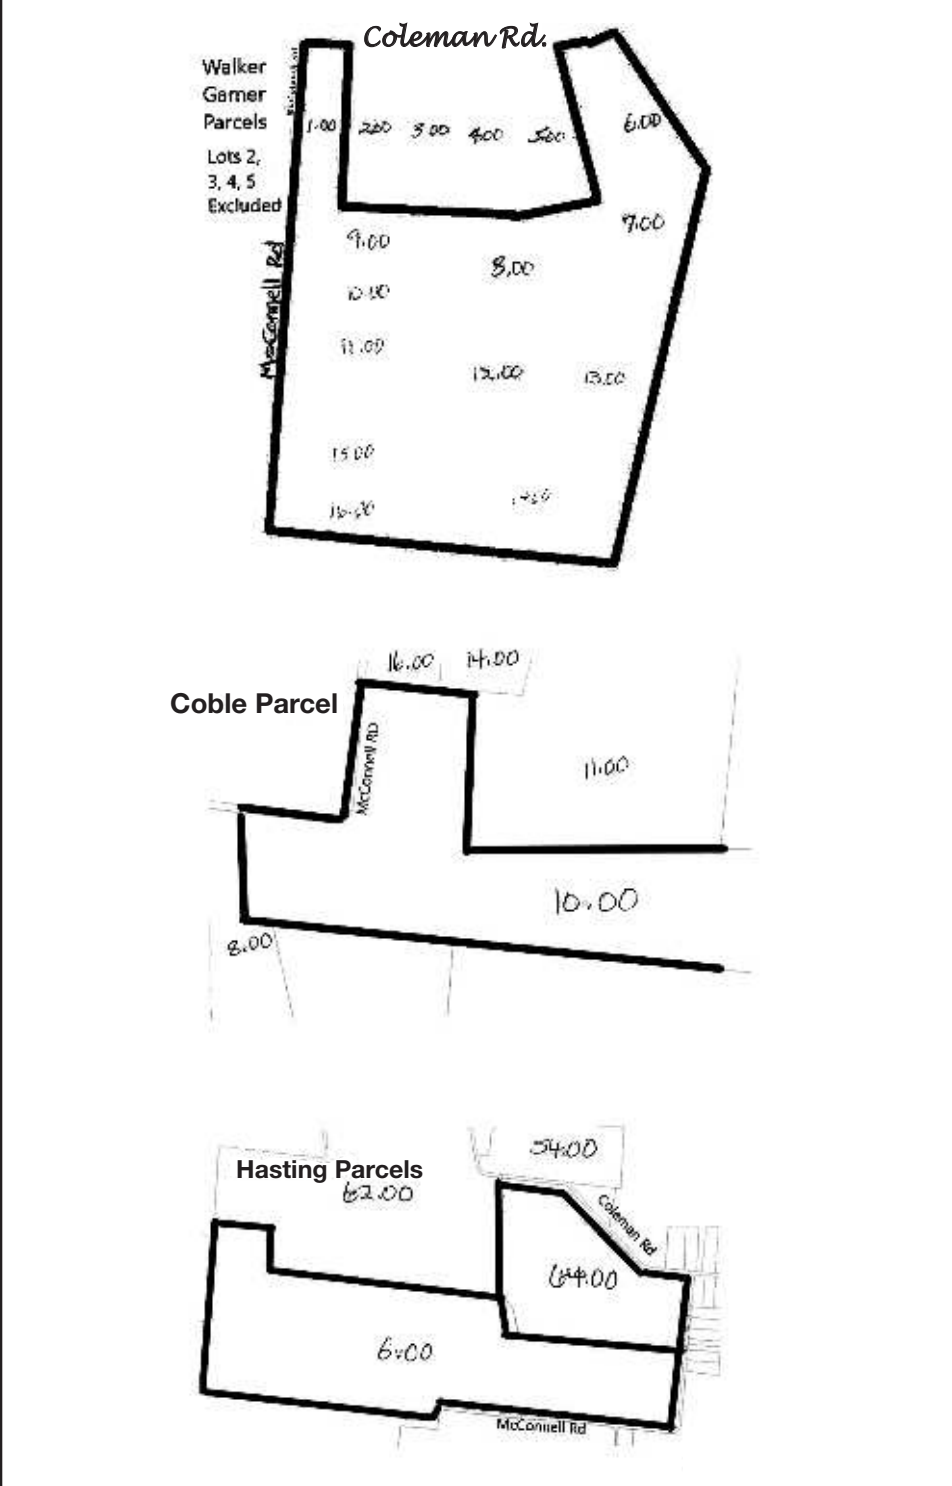 Coleman Rd.
Walker
Garner
Parcels
Lots 2,
3, 4, 5
Excluded
1.00 2.00 3.00 4.00 5.00 6.00
7.00
9.00
8.00
10.00
11.00
12.00 13.00
15.00
14.00
16.00
McConnell Rd
16.00 14.00
Coble Parcel
McConnell RD
11.00
10.00
8.00
54.00
Hasting Parcels
62.00
Coleman Rd
64.00
McConnell Rd